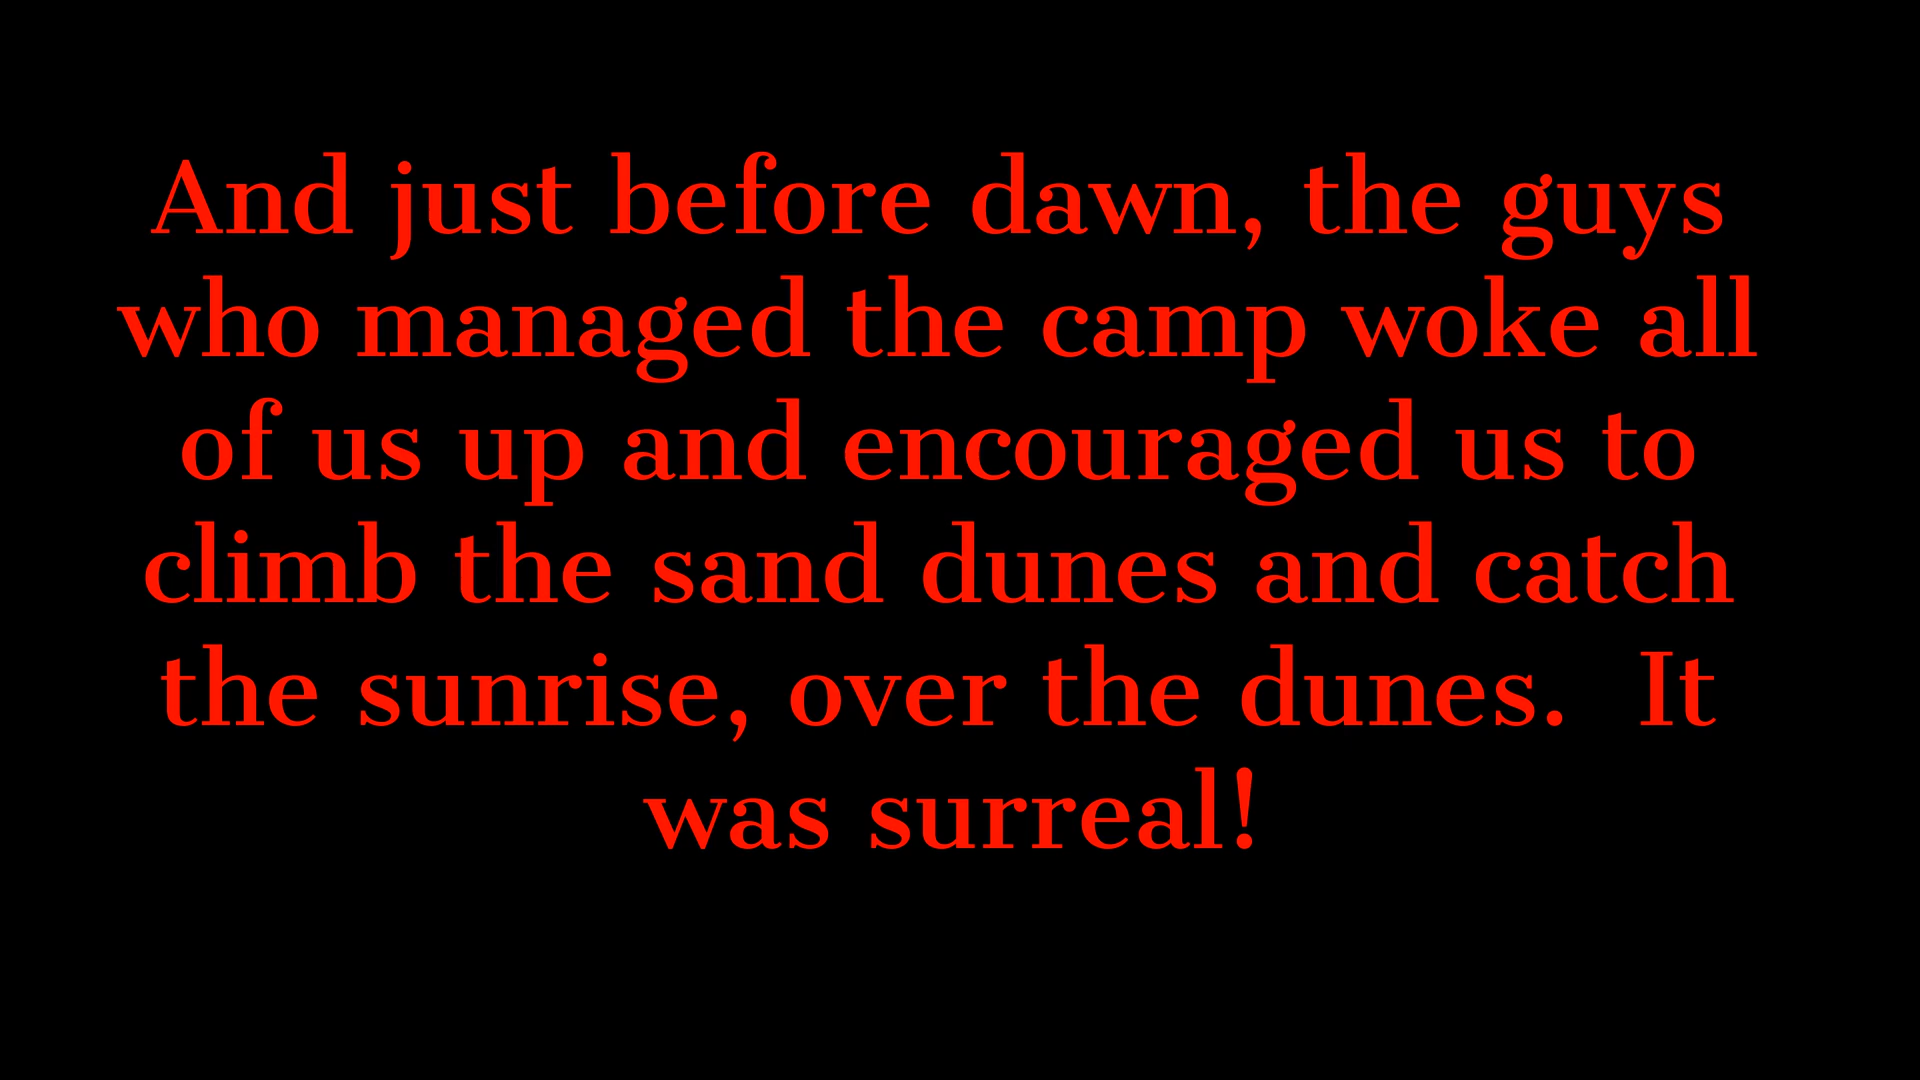 And just before dawn, the guys
who managed the camp woke all
of us up and encouraged us to
climb the sand dunes and catch
the sunrise, over the dunes.  It
was surreal!